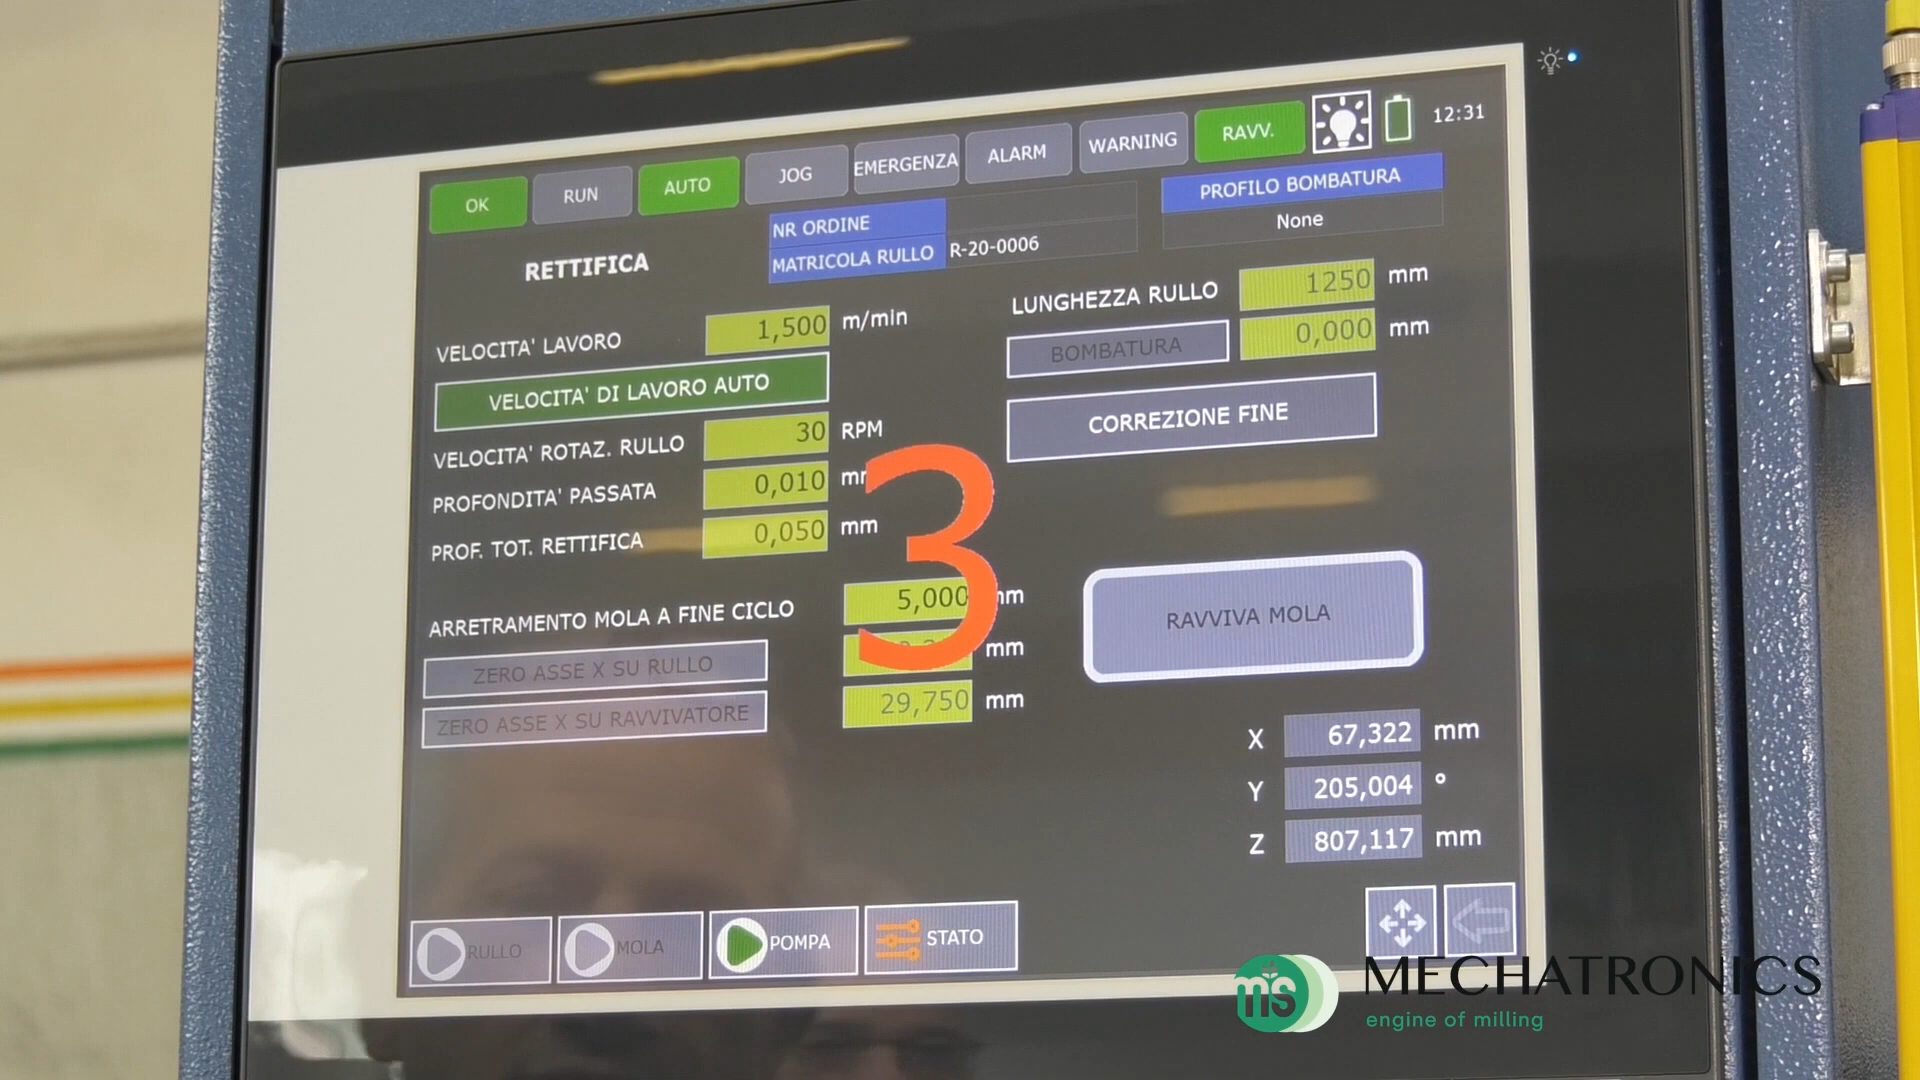 OK RUN AUTO JOG EMERGENZA ALARM WARNING RAVV. 12:31
RETTIFICA
NR ORDINE
MATRICOLA RULLO R-20-0006
PROFILO BOMBATURA
None
VELOCITA' LAVORO 1,500 m/min
VELOCITA' DI LAVORO AUTO
VELOCITA' ROTAZ. RULLO 30 RPM
PROFONDITA' PASSATA 0,010
PROF. TOT. RETTIFICA 0,050 mm
LUNGHEZZA RULLO 1250 mm
BOMBATURA 0,000 mm
CORREZIONE FINE
3
ARRETRAMENTO MOLA A FINE CICLO 5,000 mm
ZERO ASSE X SU RULLO mm
ZERO ASSE X SU RAVVIVATORE 29,750 mm
RAVVIVA MOLA
X 67,322 mm
Y 205,004 °
Z 807,117 mm
RULLO MOLA POMPA STATO
ms MECHATRONICS
engine of milling